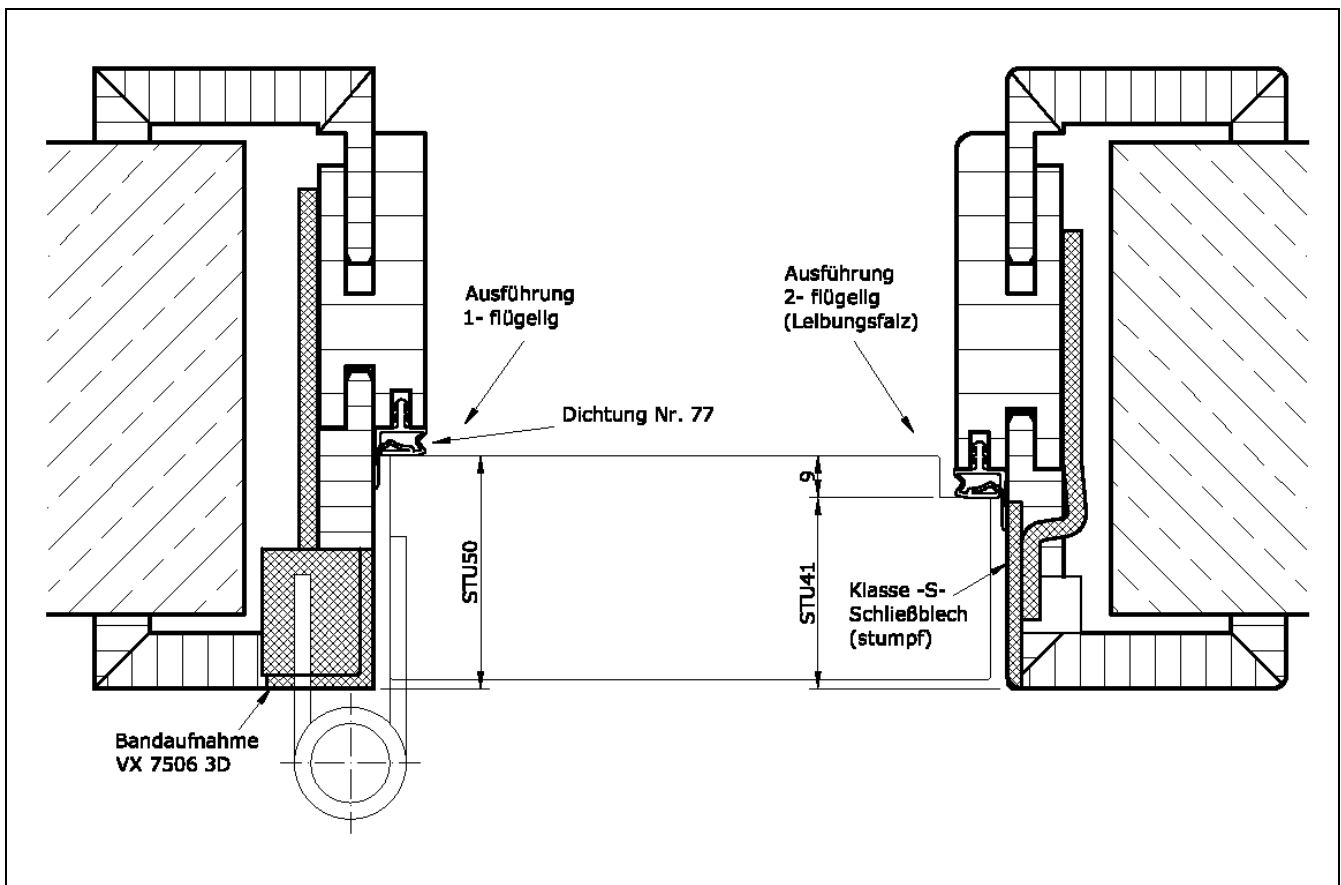 Ausführung
1- flügelig
Ausführung
2- flügelig
(Leibungsfalz)
Dichtung Nr. 77
9
STU50
STU41
Klasse -S-
Schließblech
(stumpf)
Bandaufnahme
VX 7506 3D